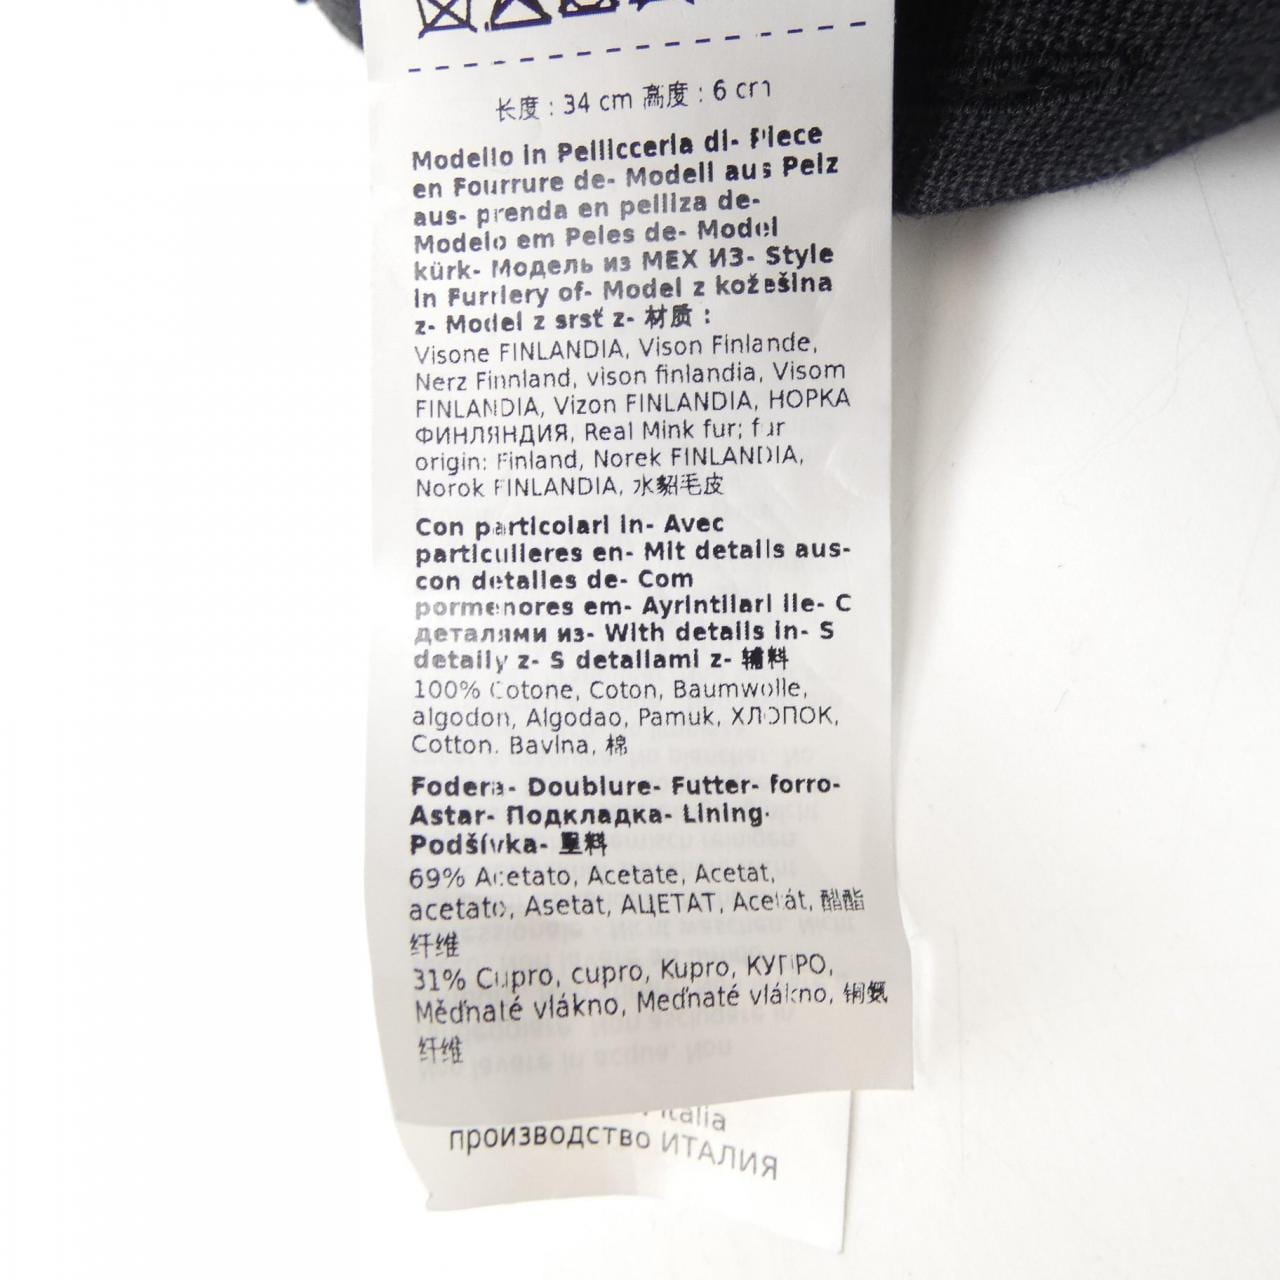 长度 : 34 cm 高度 : 6 cm
Modello in Pellicceria di- Piece
en Fourrure de- Modell aus Pelz
aus- prenda en pelliza de-
Modelo em Peles de- Model
kürk- Модель из МЕХ ИЗ- Style
in Furriery of- Model z kožešina
z- Model z srsť z- 材质 :
Visone FINLANDIA, Vison Finlande,
Nerz Finnland, vison finlandia, Visom
FINLANDIA, Vizon FINLANDIA, НОРКА
ФИНЛЯНДИЯ, Real Mink fur; fur
origin: Finland, Norek FINLANDIA,
Norok FINLANDIA, 水貂毛皮
Con particolari in- Avec
particulieres en- Mit details aus-
con detalles de- Com
pormenores em- Ayrintilari ile- C
деталями из- With details in- S
detaily z- S detailami z- 辅料
100% Cotone, Coton, Baumwolle,
algodon, Algodao, Pamuk, ХЛОПОК,
Cotton. Bavlna, 棉
Fodera- Doublure- Futter- forro-
Astar- Подкладка- Lining-
Podšívka- 里料
69% Acetato, Acetate, Acetat,
acetato, Asetat, АЦЕТАТ, Acetát, 醋酯
纤维
31% Cupro, cupro, Kupro, КУПРО,
Měďnaté vlákno, Meďnaté vlákno, 铜氨
纤维
Italia
производство ИТАЛИЯ